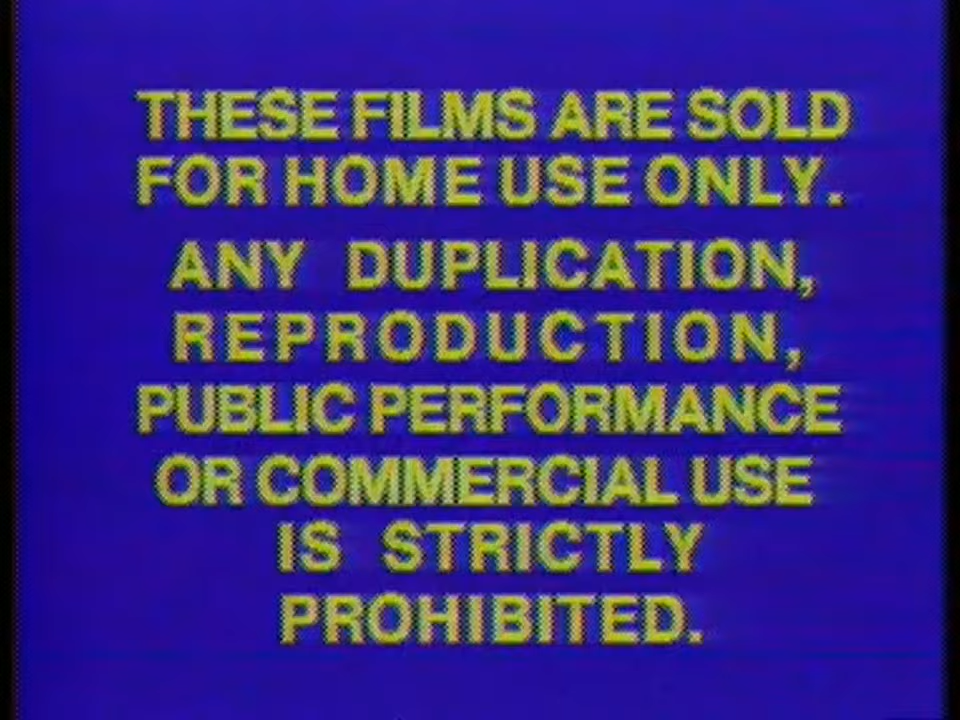 THESE FILMS ARE SOLD
FOR HOME USE ONLY.
ANY DUPLICATION,
REPRODUCTION,
PUBLIC PERFORMANCE
OR COMMERCIAL USE
IS STRICTLY
PROHIBITED.